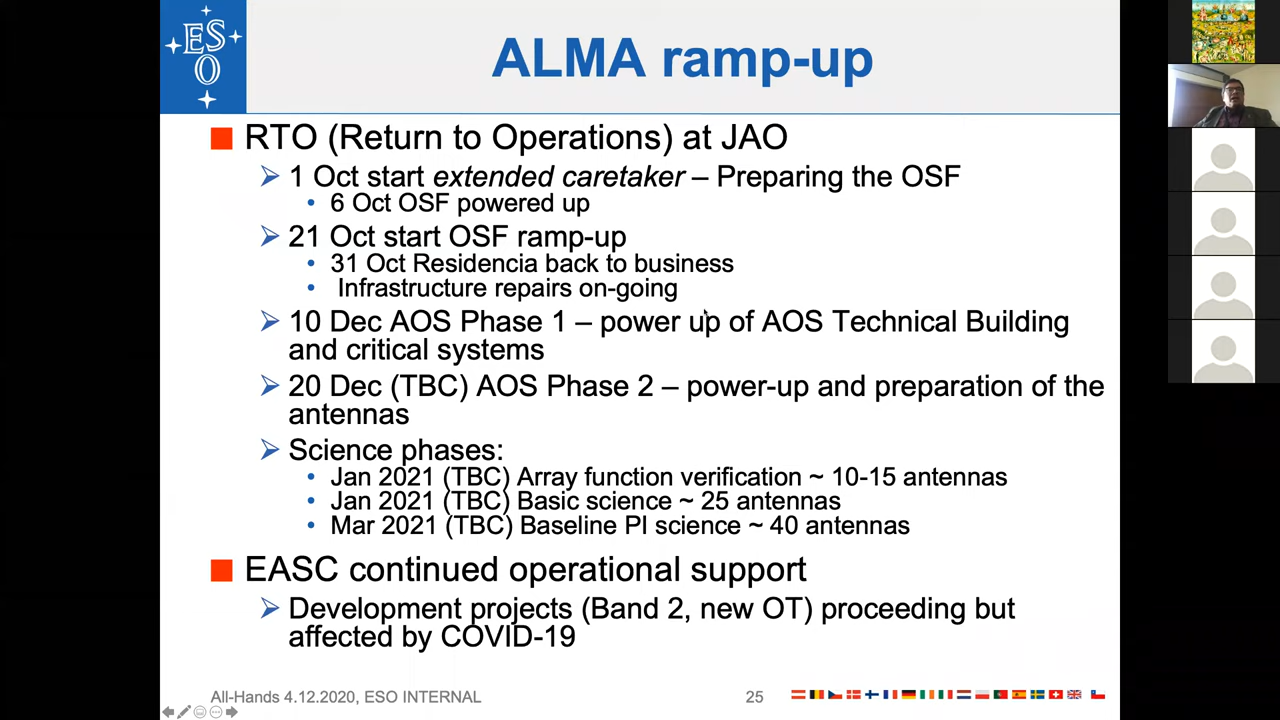 ES
O
ALMA ramp-up
RTO (Return to Operations) at JAO
1 Oct start extended caretaker – Preparing the OSF
6 Oct OSF powered up
21 Oct start OSF ramp-up
31 Oct Residencia back to business
Infrastructure repairs on-going
10 Dec AOS Phase 1 – power up of AOS Technical Building
and critical systems
20 Dec (TBC) AOS Phase 2 – power-up and preparation of the
antennas
Science phases:
Jan 2021 (TBC) Array function verification ~ 10-15 antennas
Jan 2021 (TBC) Basic science ~ 25 antennas
Mar 2021 (TBC) Baseline PI science ~ 40 antennas
EASC continued operational support
Development projects (Band 2, new OT) proceeding but
affected by COVID-19
All-Hands 4.12.2020, ESO INTERNAL
25